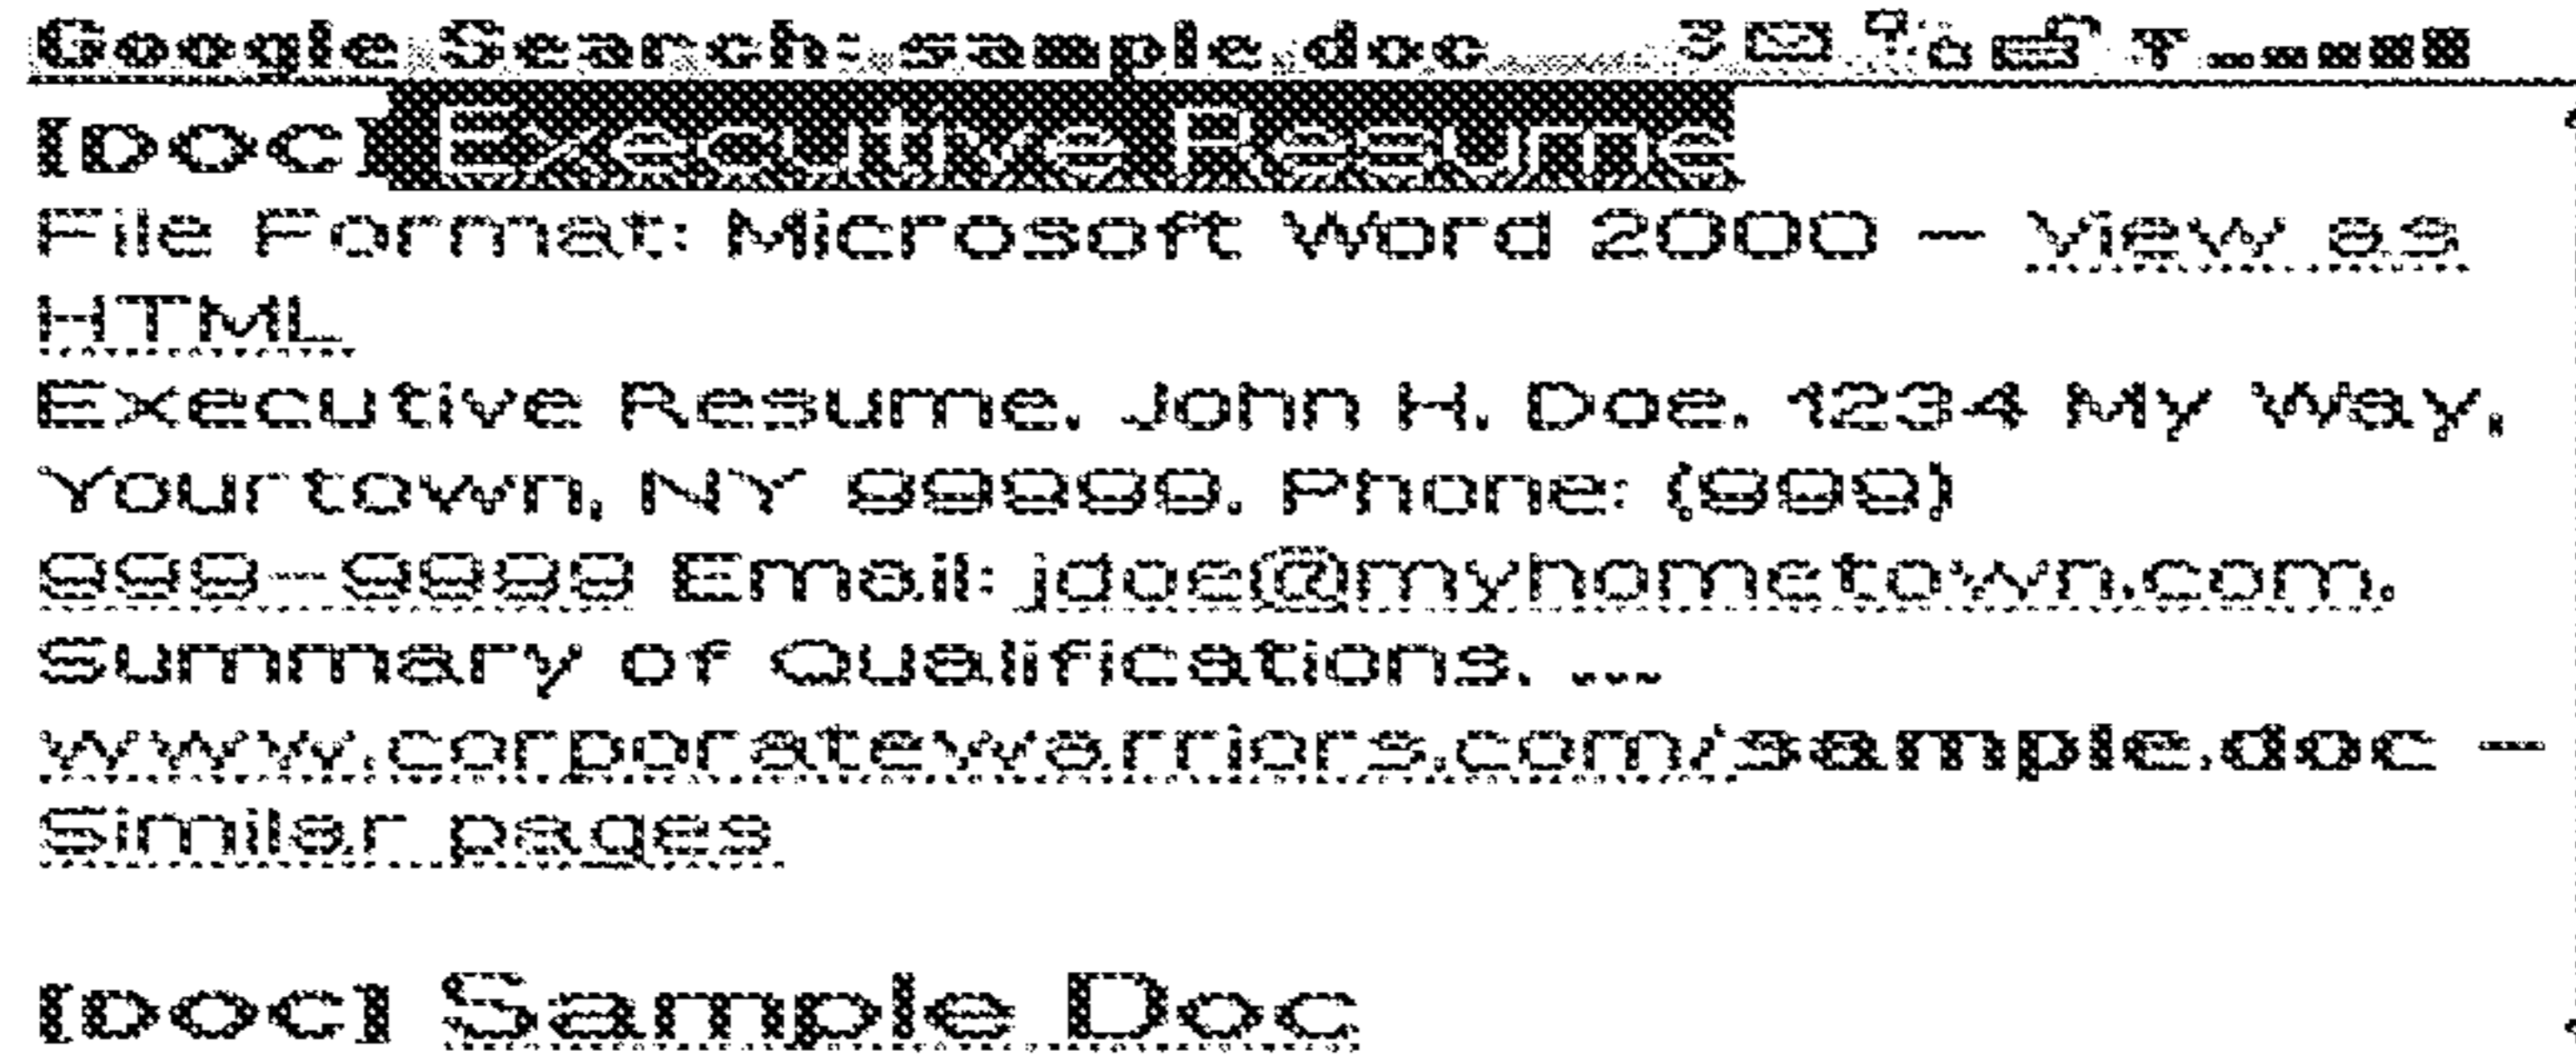 Google Search: sample doc
[DOC] Executive Resume
File Format: Microsoft Word 2000 - View as
HTML
Executive Resume. John H. Doe. 1234 My Way,
Yourtown, NY 99999. Phone: (999)
999-9999 Email: jdoe@myhometown.com.
Summary of Qualifications. ...
www.corporatewarriors.com/sample.doc -
Similar pages
[DOC] Sample Doc